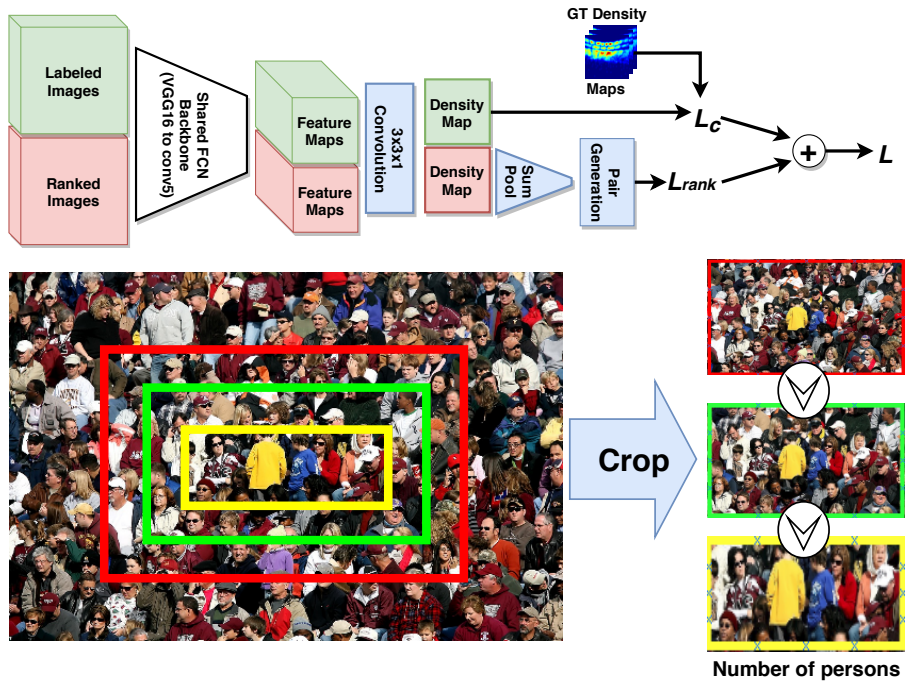 Labeled
Images
Ranked
Images
Shared FCN
Backbone
(VGG16 to conv5)
Feature
Maps
Feature
Maps
3x3x1
Convolution
Density
Map
Density
Map
Sum
Pool
Pair
Generation
GT Density
Maps
Lc
Lrank
+
L
Crop
Number of persons